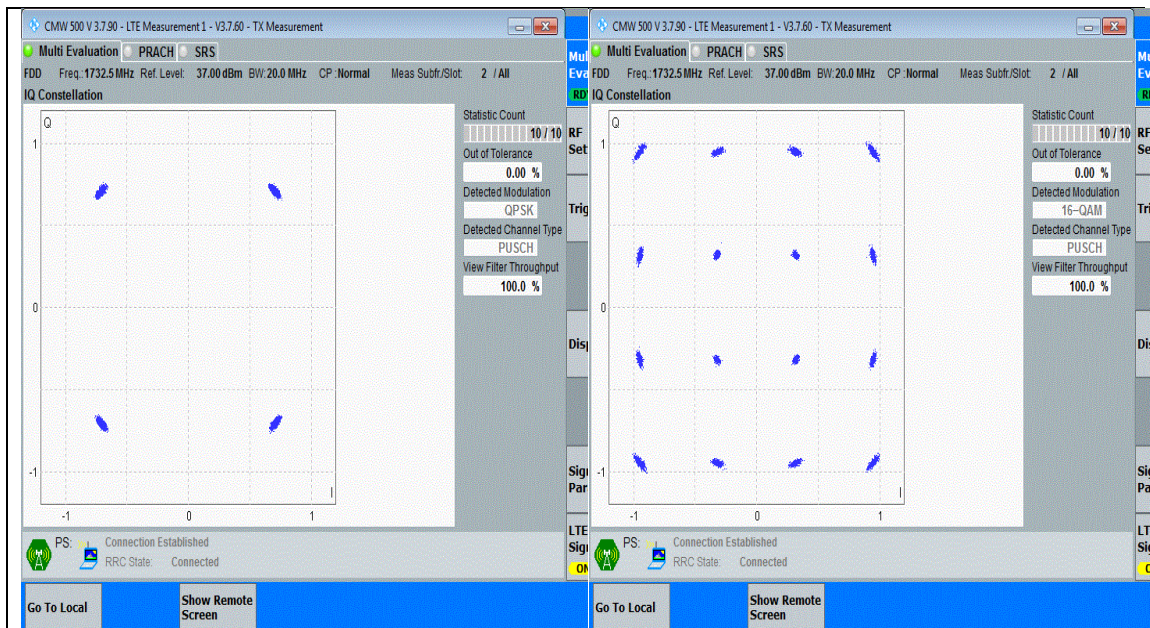 CMW 500 V 3.7.90 - LTE Measurement 1 - V3.7.60 - TX Measurement
Multi Evaluation PRACH SRS
FDD Freq.: 1732.5 MHz Ref. Level: 37.00 dBm BW: 20.0 MHz CP : Normal Meas Subfr./Slot: 2 / All
IQ Constellation
Q
1
0
-1
-1 0 1
I
Statistic Count
10 / 10
Out of Tolerance
0.00 %
Detected Modulation
QPSK
Detected Channel Type
PUSCH
View Filter Throughput
100.0 %
RF
Set
Trig
Sig
Par
LTE
Sig
PS: Connection Established
RRC State: Connected
Go To Local
Show Remote
Screen
CMW 500 V 3.7.90 - LTE Measurement 1 - V3.7.60 - TX Measurement
Multi Evaluation PRACH SRS
FDD Freq.: 1732.5 MHz Ref. Level: 37.00 dBm BW: 20.0 MHz CP : Normal Meas Subfr./Slot: 2 / All
IQ Constellation
Q
1
0
-1
-1 0 1
I
Statistic Count
10 / 10
Out of Tolerance
0.00 %
Detected Modulation
16-QAM
Detected Channel Type
PUSCH
View Filter Throughput
100.0 %
PS: Connection Established
RRC State: Connected
Go To Local
Show Remote
Screen